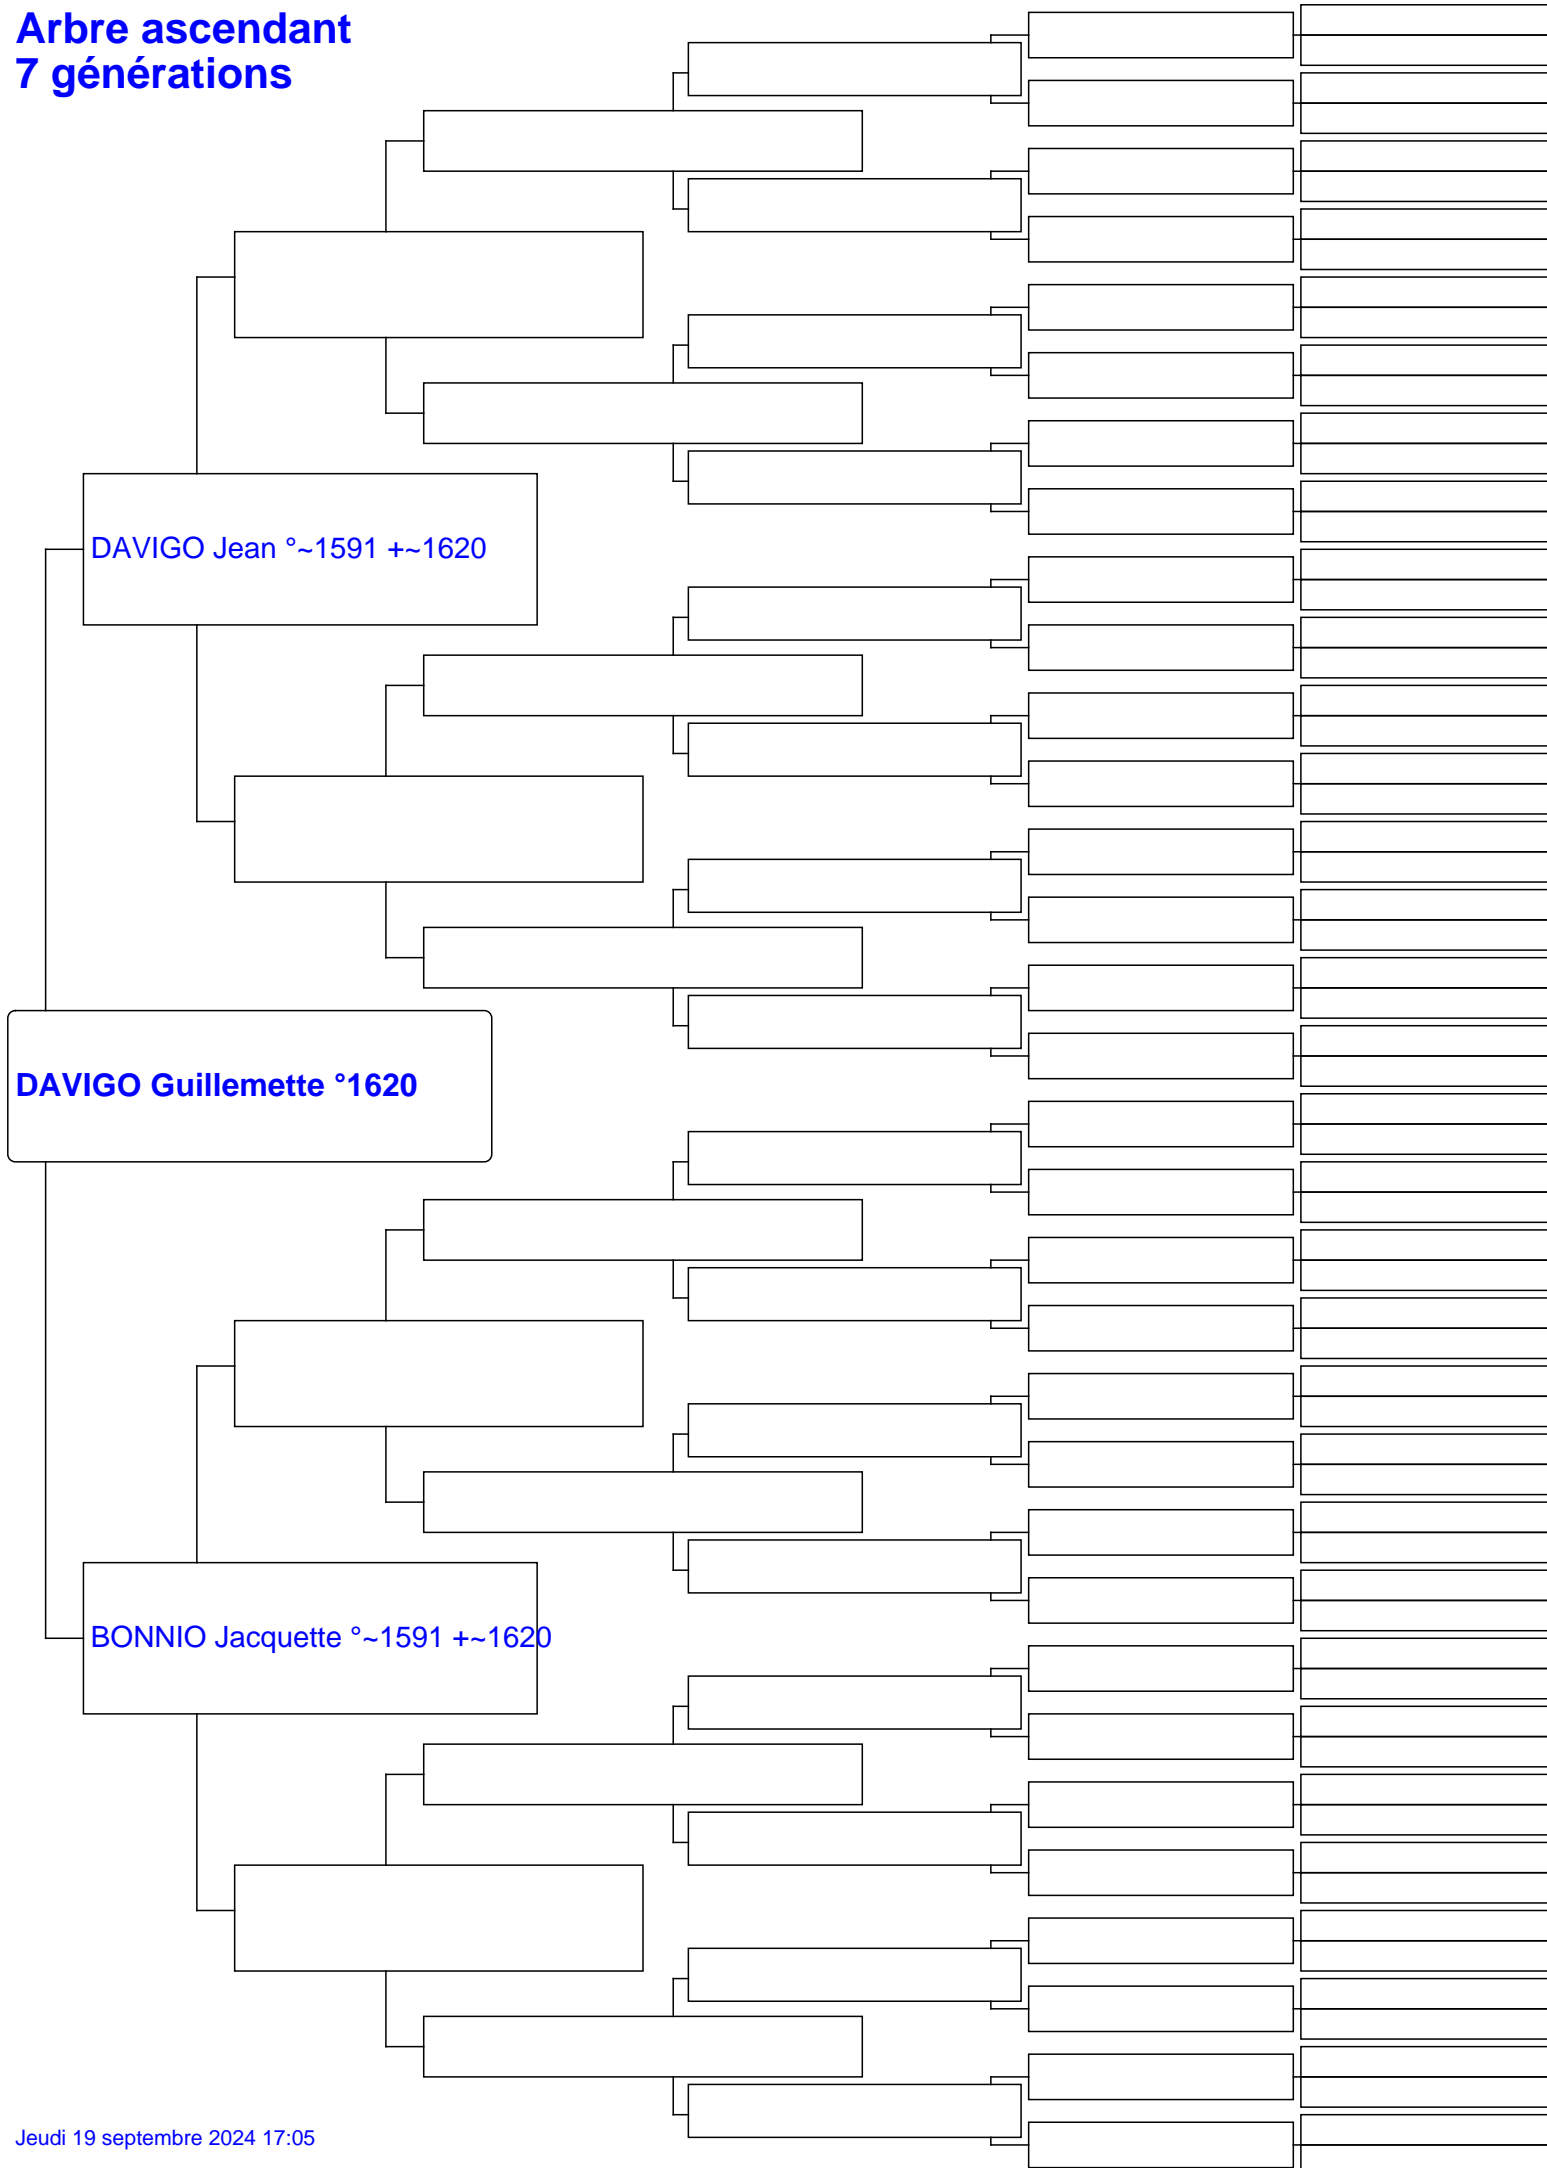 Arbre ascendant
7 générations
DAVIGO Jean °~1591 +~1620
DAVIGO Guillemette °1620
BONNIO Jacquette °~1591 +~1620
Jeudi 19 septembre 2024 17:05